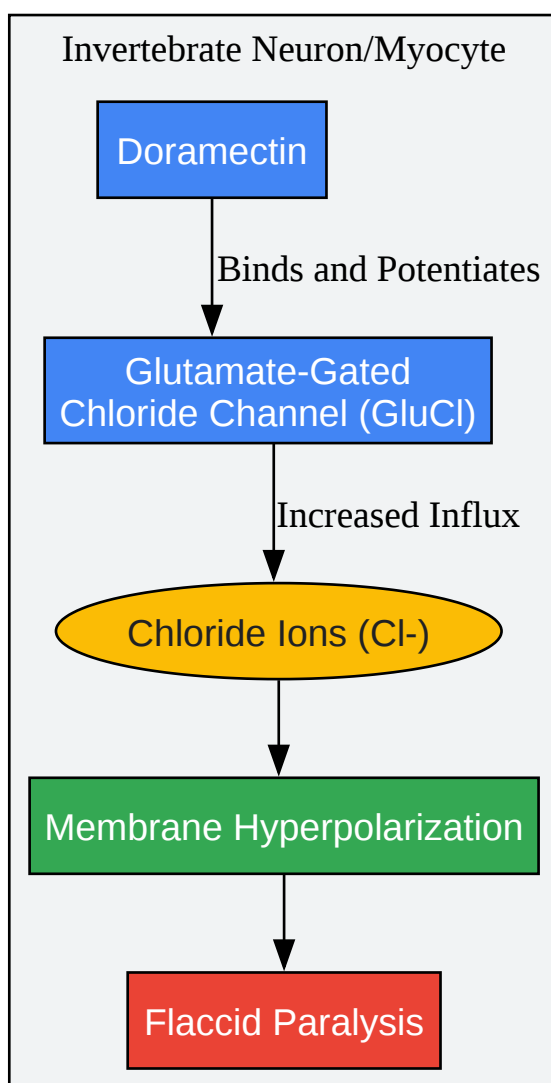 Invertebrate Neuron/Myocyte
Doramectin
Binds and Potentiates
Glutamate-Gated
Chloride Channel (GluCl)
Increased Influx
Chloride Ions (Cl-)
Membrane Hyperpolarization
Flaccid Paralysis